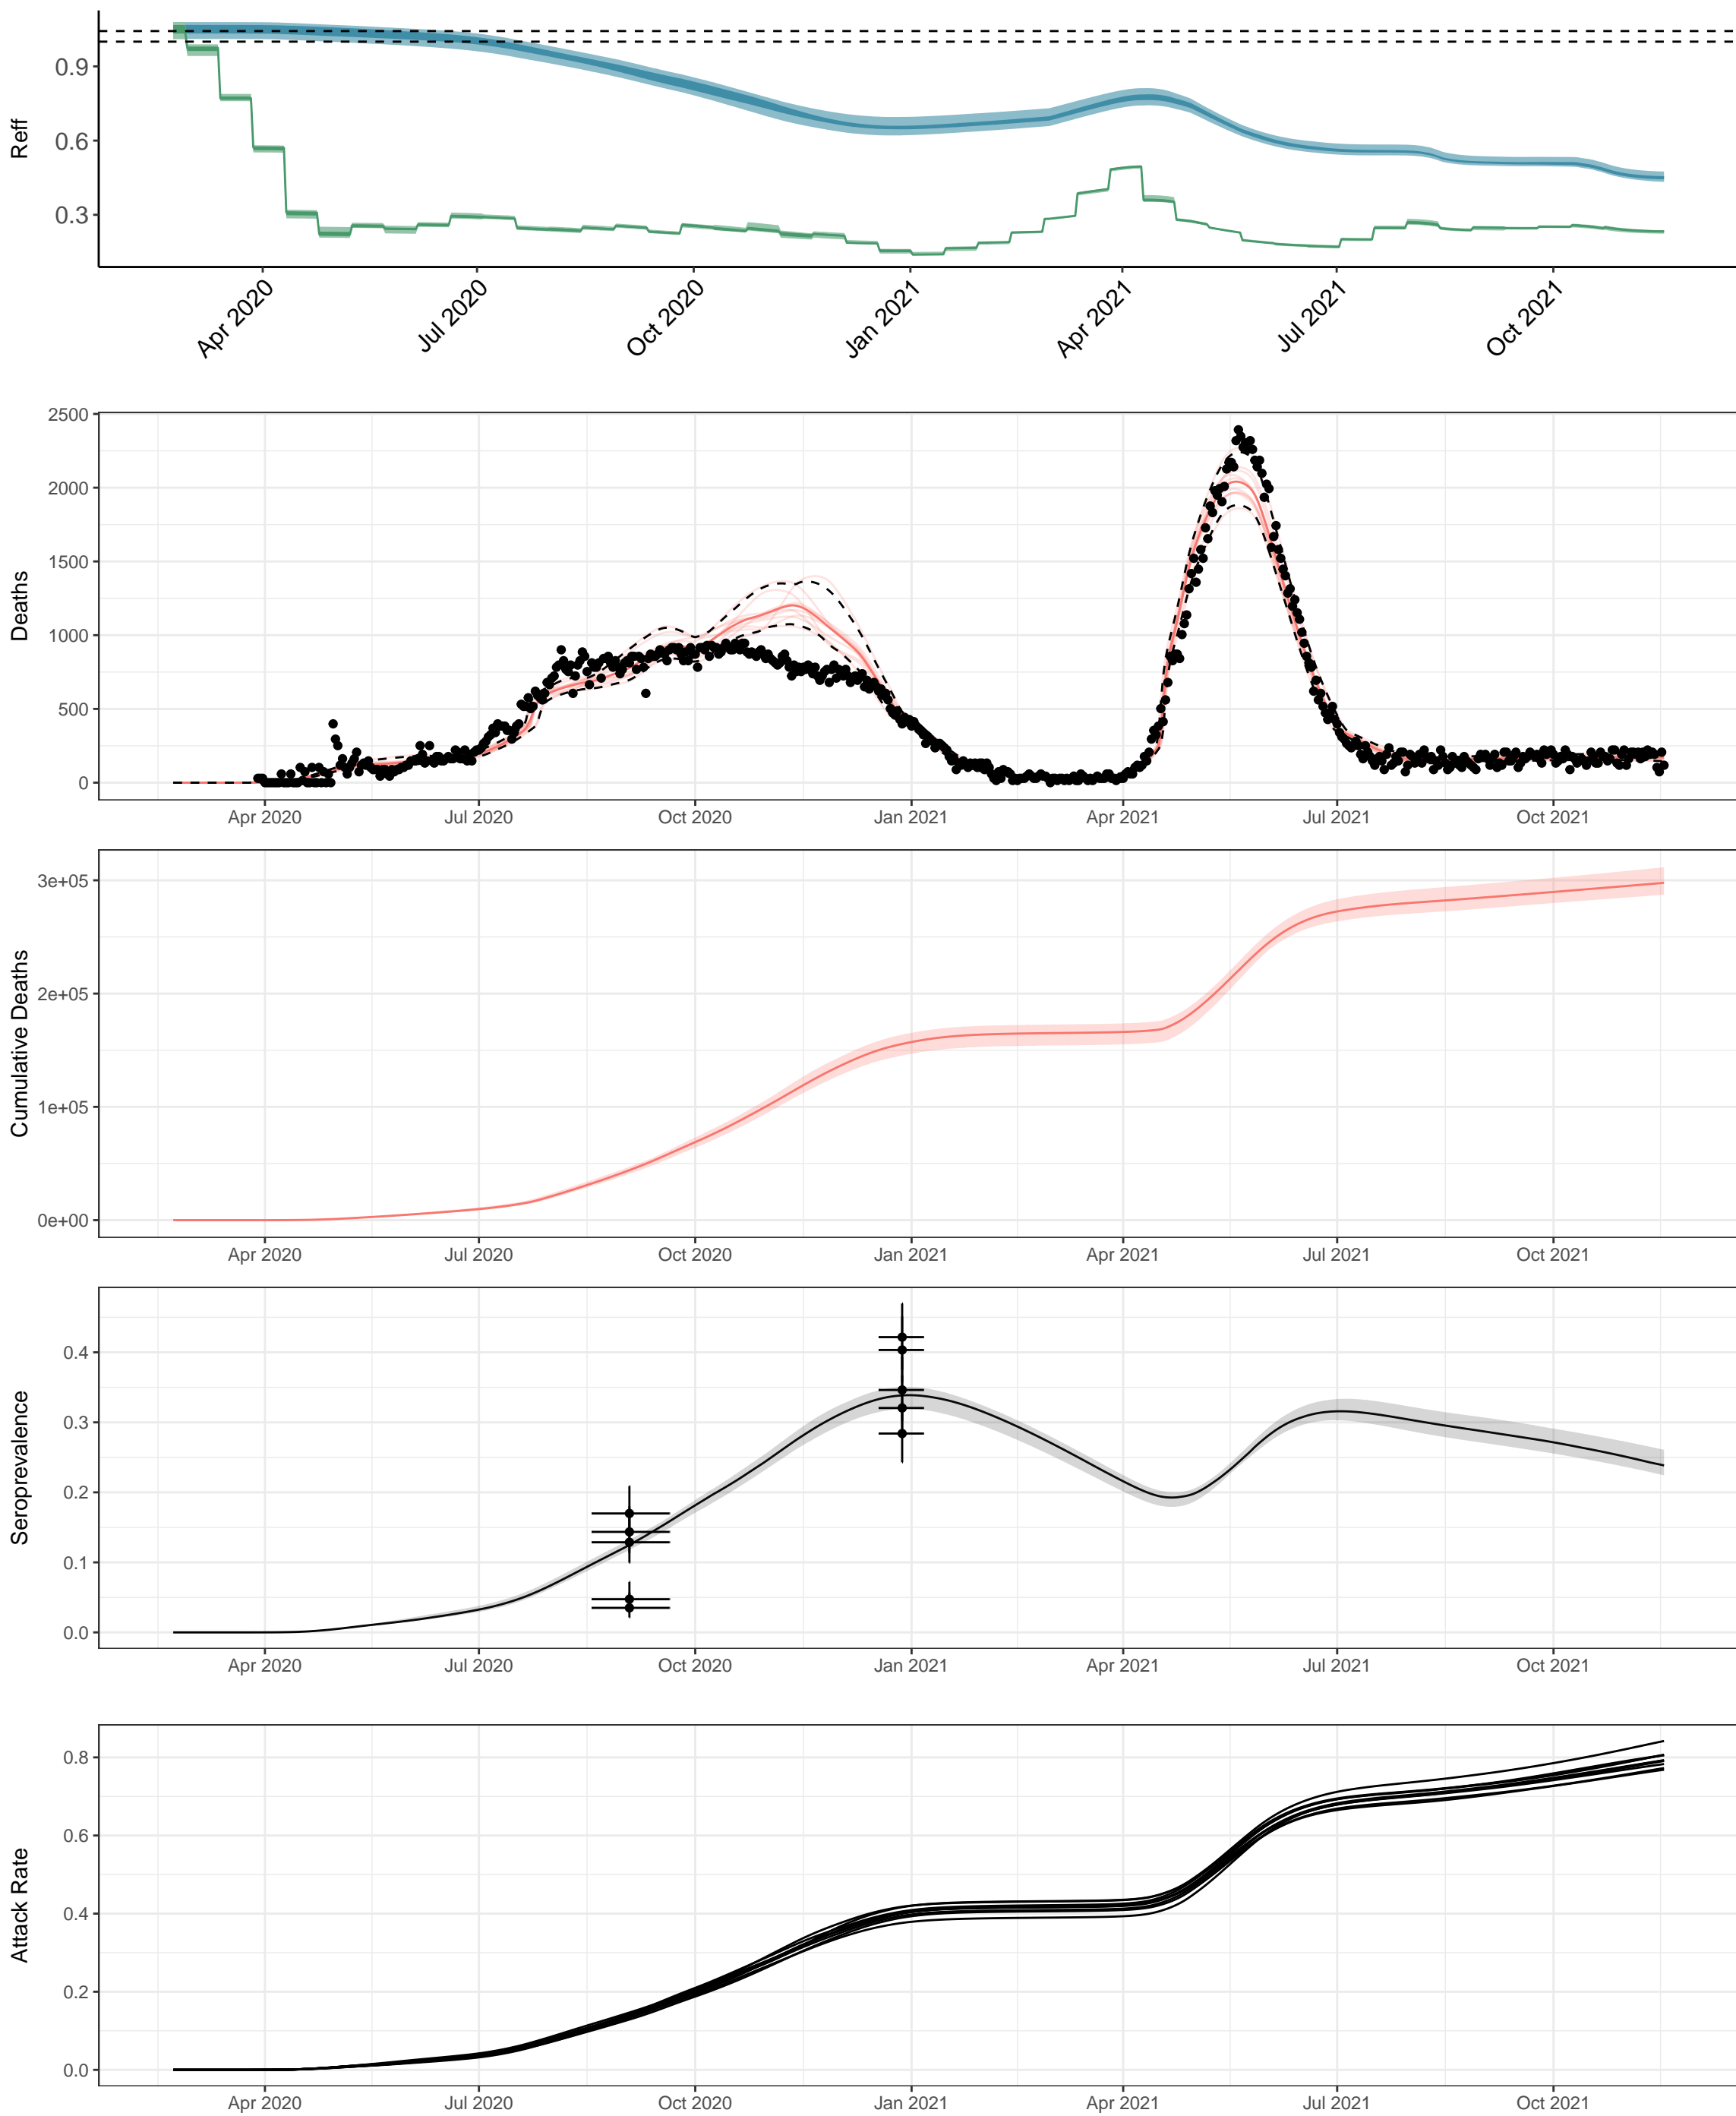 Reff
0.9
0.6
0.3
Apr 2020
Jul 2020
Oct 2020
Jan 2021
Apr 2021
Jul 2021
Oct 2021
Deaths
2500
2000
1500
1000
500
0
Apr 2020
Jul 2020
Oct 2020
Jan 2021
Apr 2021
Jul 2021
Oct 2021
Cumulative Deaths
3e+05
2e+05
1e+05
0e+00
Apr 2020
Jul 2020
Oct 2020
Jan 2021
Apr 2021
Jul 2021
Oct 2021
Seroprevalence
0.4
0.3
0.2
0.1
0.0
Apr 2020
Jul 2020
Oct 2020
Jan 2021
Apr 2021
Jul 2021
Oct 2021
Attack Rate
0.8
0.6
0.4
0.2
0.0
Apr 2020
Jul 2020
Oct 2020
Jan 2021
Apr 2021
Jul 2021
Oct 2021